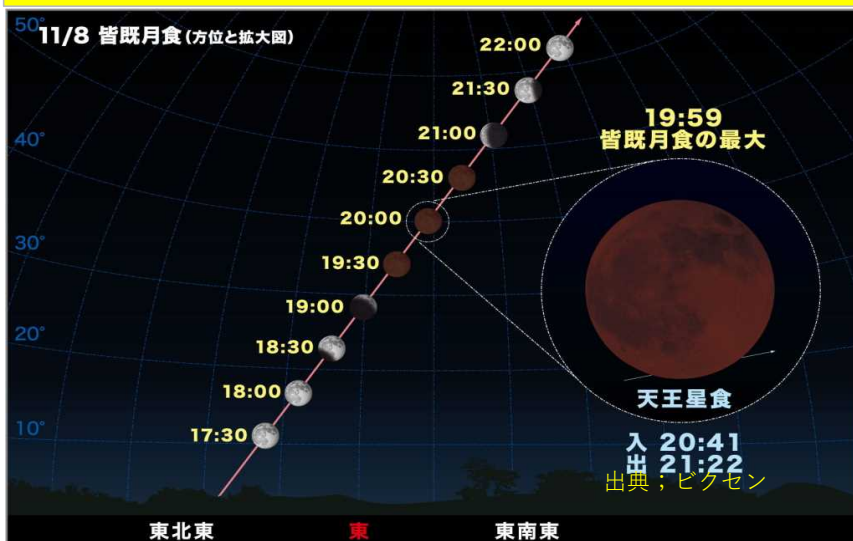 50°
11/8 皆既月食(方位と拡大図)
22:00
21:30
19:59
皆既月食の最大
40°
21:00
20:30
20:00
30°
19:30
19:00
20°
18:30
18:00
天王星食
10°
17:30
入 20:41
出 21:22
出典；ビクセン
東北東 東 東南東